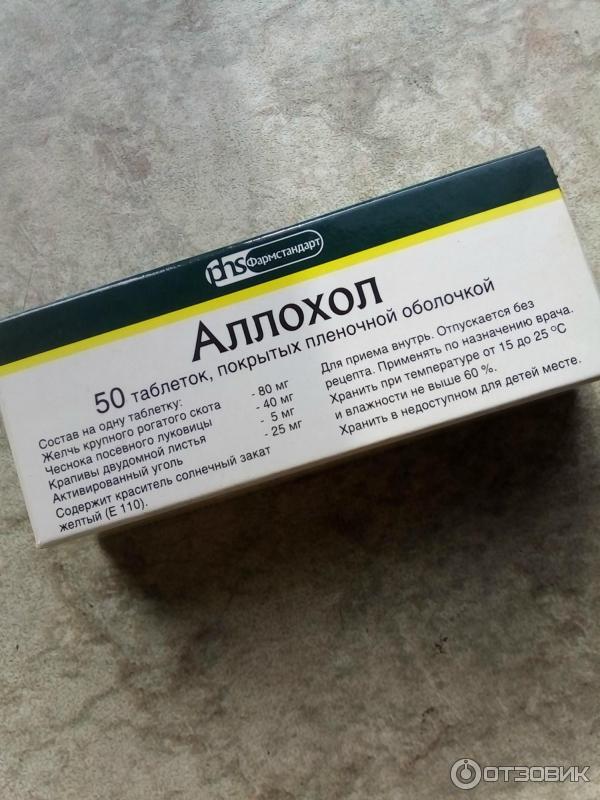 phs Фармстандарт
Аллохол
50 таблеток, покрытых пленочной оболочкой
Состав на одну таблетку:
Желчь крупного рогатого скота - 80 мг
Чеснока посевного луковицы - 40 мг
Крапивы двудомной листья - 5 мг
Активированный уголь - 25 мг
Содержит краситель солнечный закат
желтый (Е 110).
Для приема внутрь. Отпускается без
рецепта. Применять по назначению врача.
Хранить при температуре от 15 до 25 °С
и влажности не выше 60 %.
Хранить в недоступном для детей месте.
ОТЗОВИК